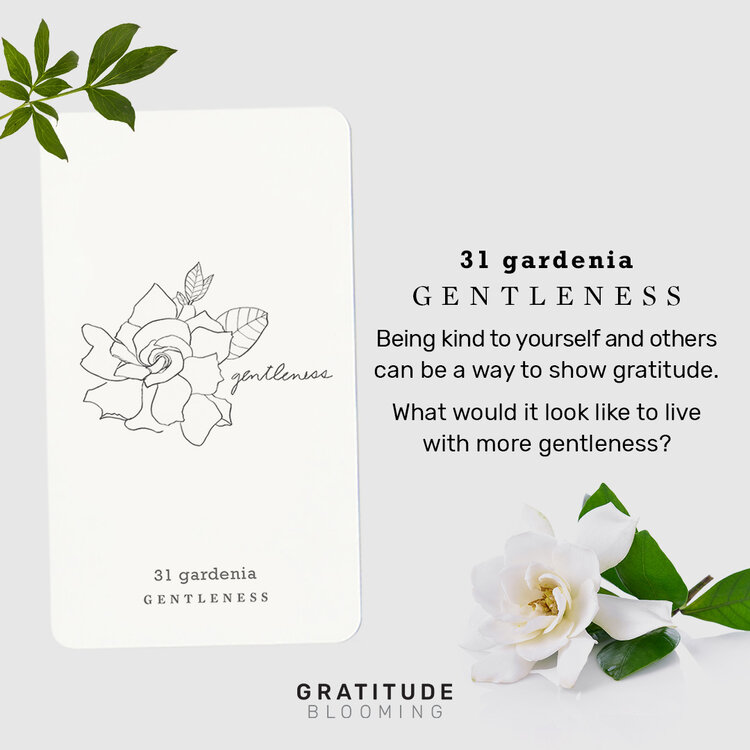 gentleness
31 gardenia
GENTLENESS
31 gardenia
GENTLENESS
Being kind to yourself and others
can be a way to show gratitude.
What would it look like to live
with more gentleness?
GRATITUDE
BLOOMING